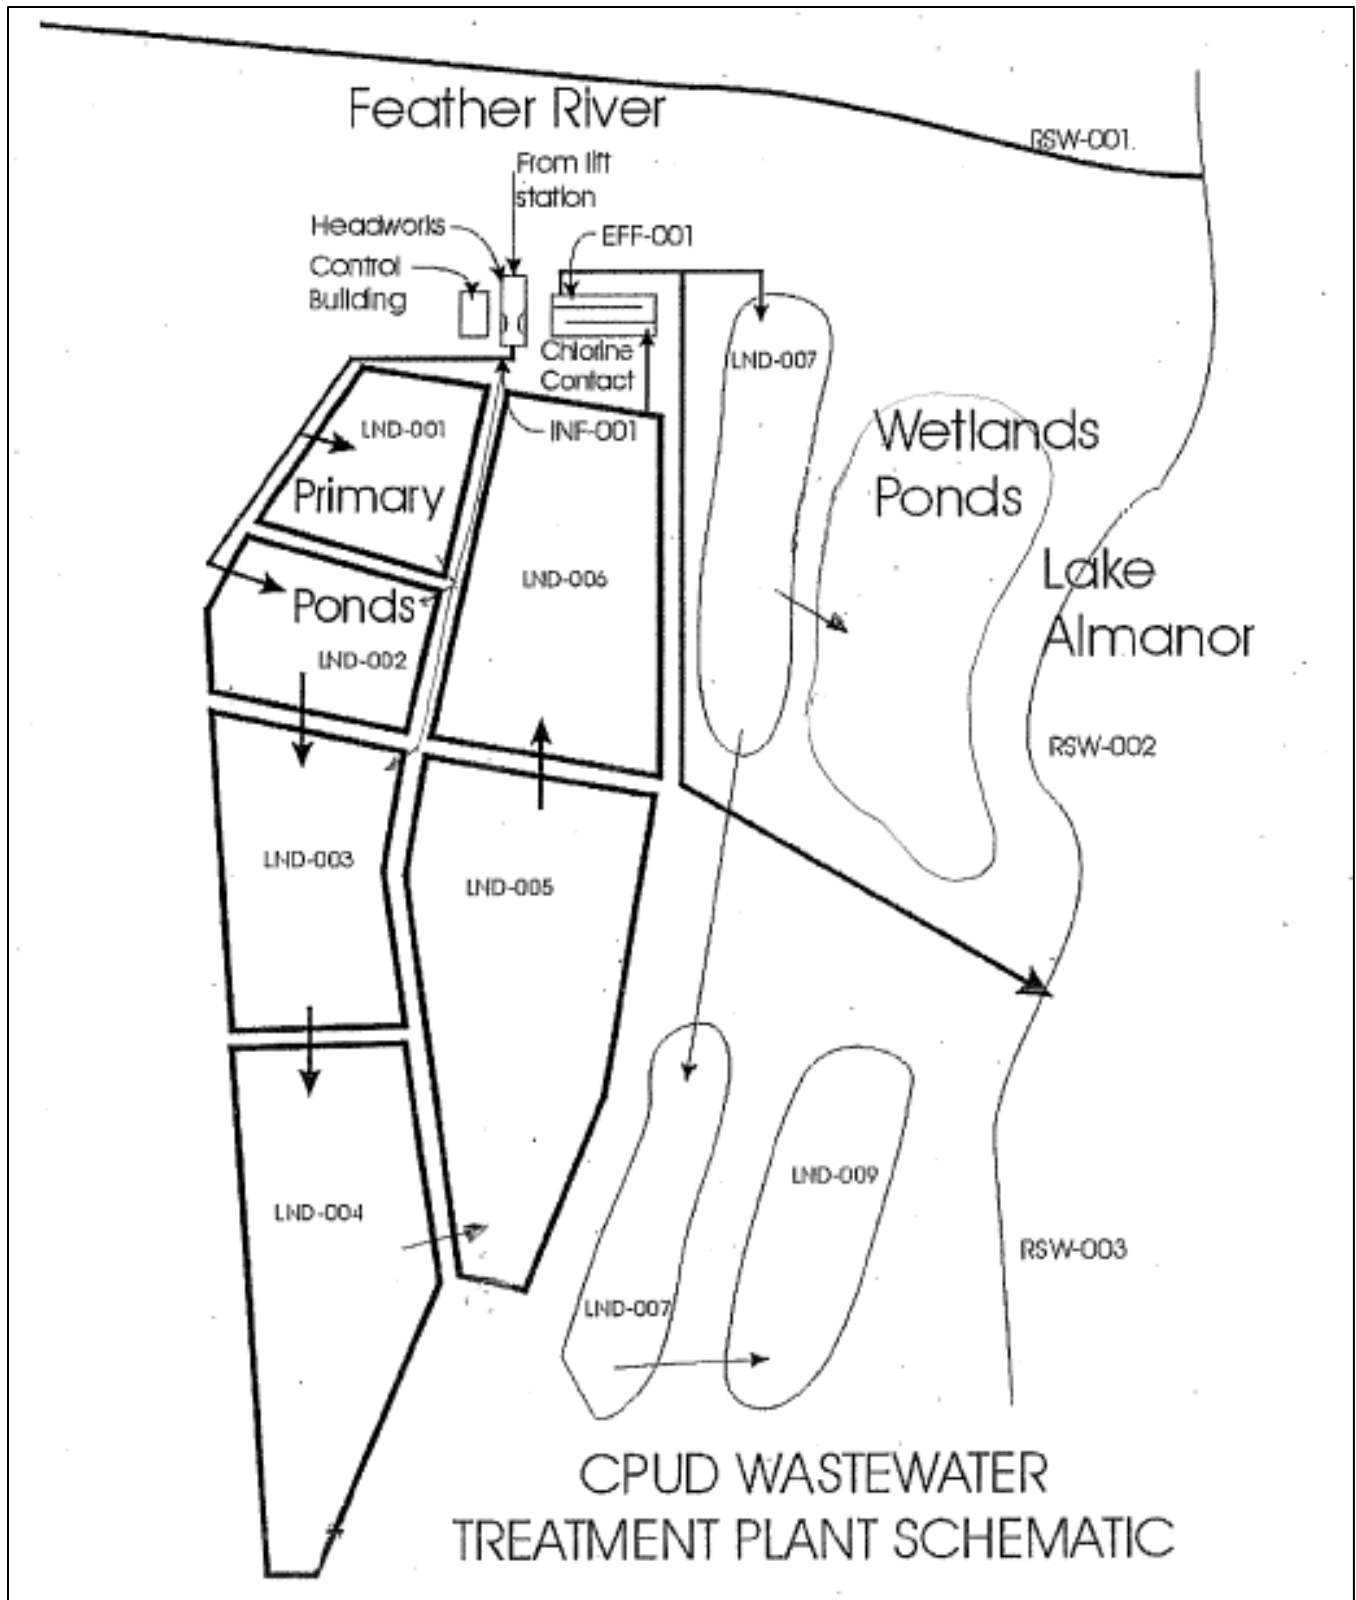 Feather River
RSW-001
From lift
station
Headworks
EFF-001
Control
Building
Chlorine
Contact
LND-007
LND-001
INF-001
Wetlands
Ponds
Primary
LND-006
Lake
Almanor
Ponds
LND-002
RSW-002
LND-003
LND-005
LND-009
LND-004
RSW-003
LND-007
CPUD WASTEWATER
TREATMENT PLANT SCHEMATIC